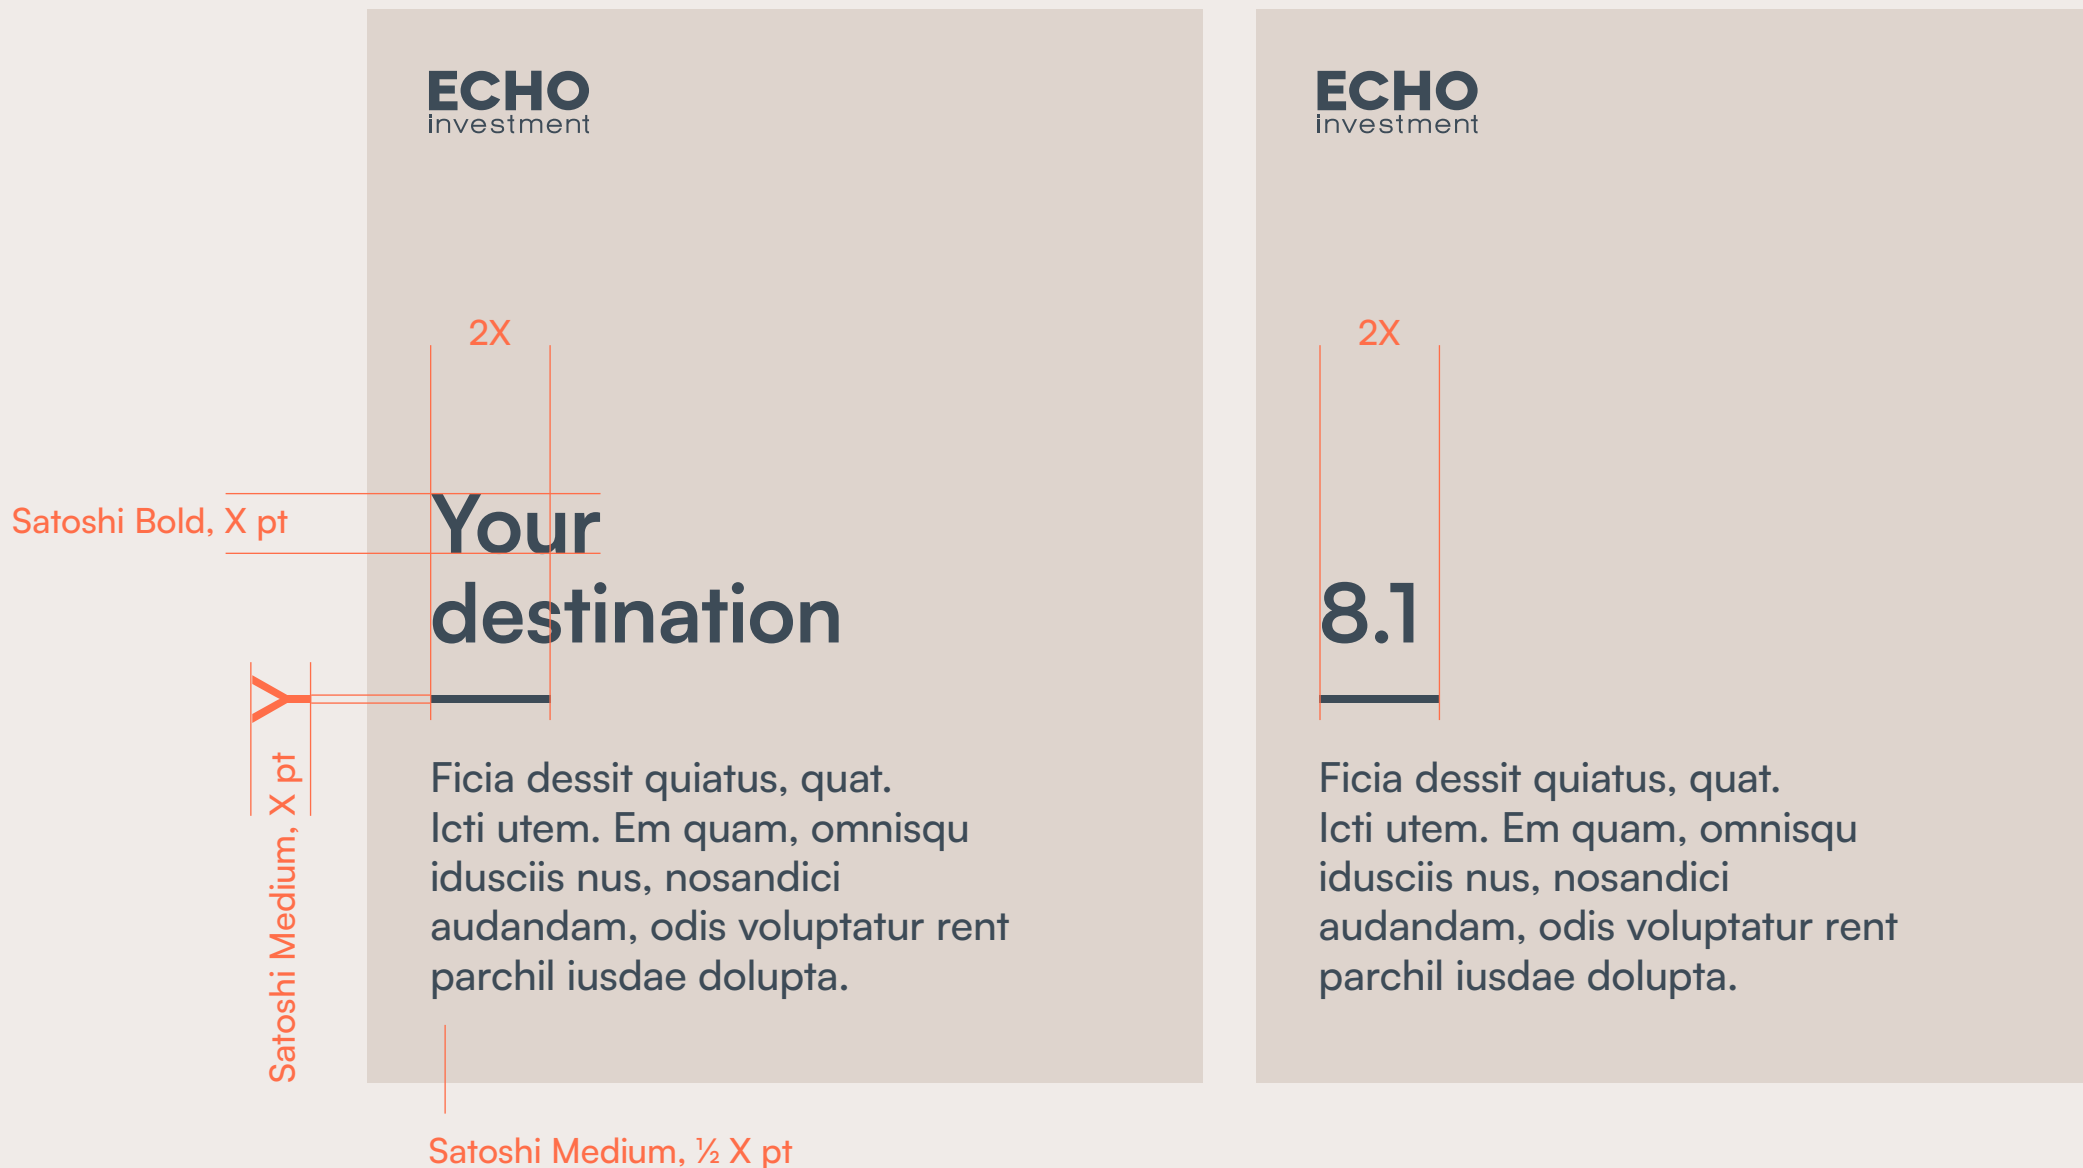 ECHO
investment
2X
Satoshi Bold, X pt
Your
destination
Y
Satoshi Medium, X pt
Ficia dessit quiatus, quat.
Icti utem. Em quam, omnisqu
idusciis nus, nosandici
audandam, odis voluptatur rent
parchil iusdae dolupta.
Satoshi Medium, ½ X pt
ECHO
investment
2X
8.1
Ficia dessit quiatus, quat.
Icti utem. Em quam, omnisqu
idusciis nus, nosandici
audandam, odis voluptatur rent
parchil iusdae dolupta.